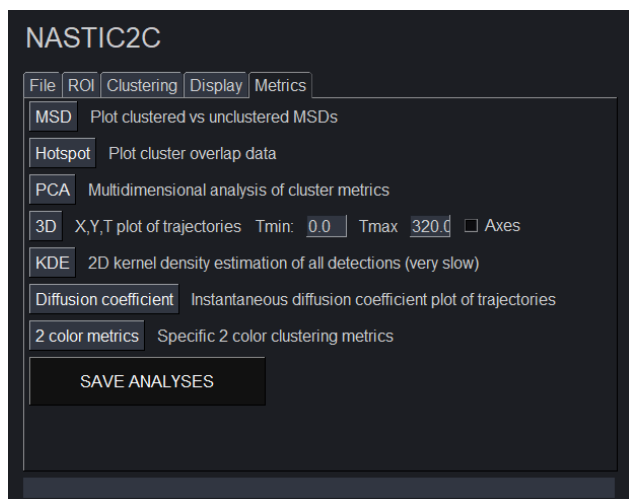 NASTIC2C
File ROI Clustering Display Metrics
MSD Plot clustered vs unclustered MSDs
Hotspot Plot cluster overlap data
PCA Multidimensional analysis of cluster metrics
3D X,Y,T plot of trajectories Tmin: 0.0 Tmax 320.0 Axes
KDE 2D kernel density estimation of all detections (very slow)
Diffusion coefficient Instantaneous diffusion coefficient plot of trajectories
2 color metrics Specific 2 color clustering metrics
SAVE ANALYSES